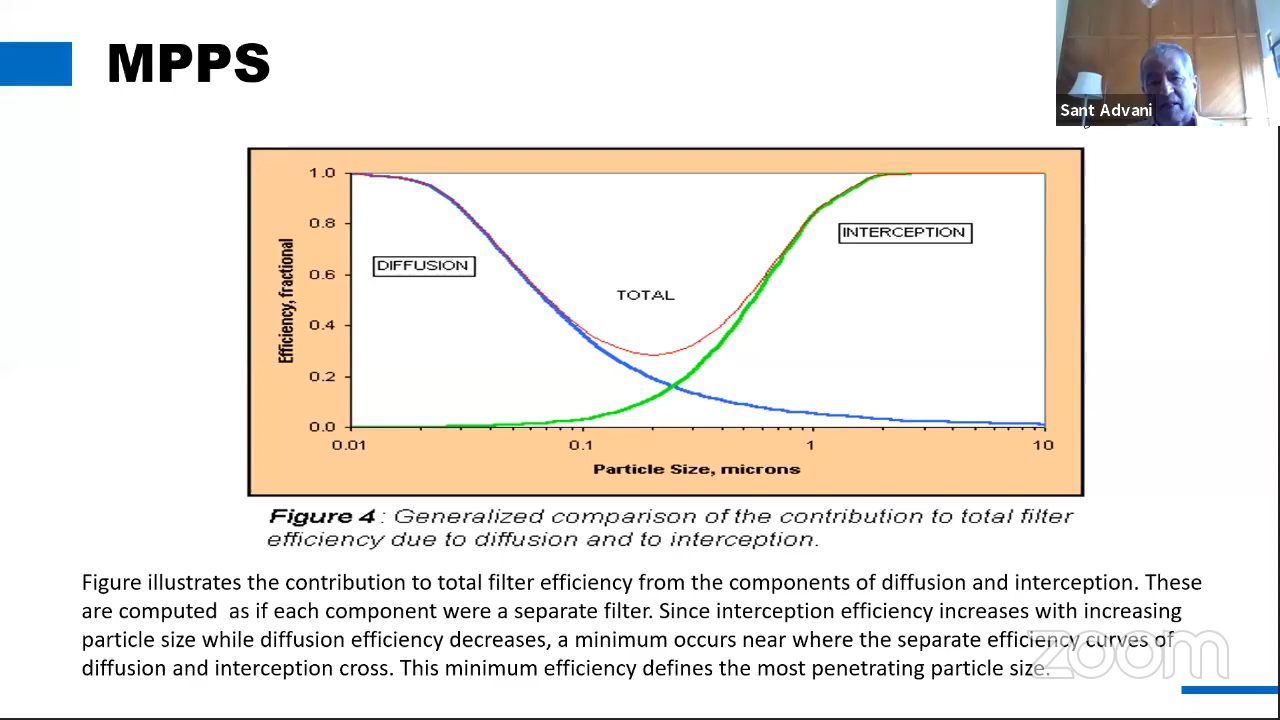 MPPS
Sant Advani
1.0
0.8
0.6
0.4
0.2
0.0
Efficiency, fractional
DIFFUSION
TOTAL
INTERCEPTION
0.01
0.1
1
10
Particle Size, microns
Figure 4 : Generalized comparison of the contribution to total filter
efficiency due to diffusion and to interception.
Figure illustrates the contribution to total filter efficiency from the components of diffusion and interception. These
are computed as if each component were a separate filter. Since interception efficiency increases with increasing
particle size while diffusion efficiency decreases, a minimum occurs near where the separate efficiency curves of
diffusion and interception cross. This minimum efficiency defines the most penetrating particle size.
zoom